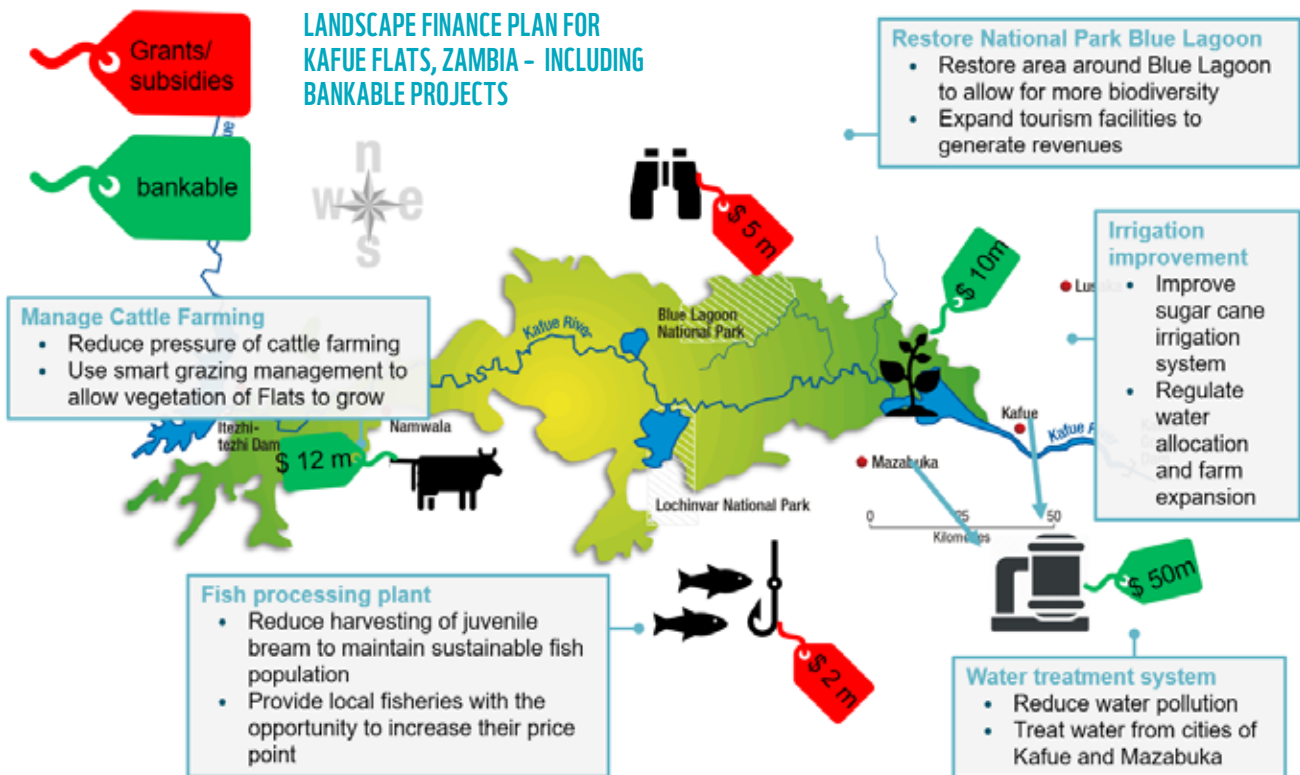 LANDSCAPE FINANCE PLAN FOR
KAFUE FLATS, ZAMBIA - INCLUDING
BANKABLE PROJECTS
Grants/
subsidies
bankable
n
w e
s
Restore National Park Blue Lagoon
• Restore area around Blue Lagoon
to allow for more biodiversity
• Expand tourism facilities to
generate revenues
$ 5 m
$ 10m
Irrigation
improvement
• Improve
sugar cane
irrigation
system
• Regulate
water
allocation
and farm
expansion
Manage Cattle Farming
• Reduce pressure of cattle farming
• Use smart grazing management to
allow vegetation of Flats to grow
Kafue River
Blue Lagoon
National Park
Itezhi-
tezhi Dam
Namwala
$ 12 m
Kafue
Mazabuka
Lochinvar National Park
0 25 50
Kilometres
Fish processing plant
• Reduce harvesting of juvenile
bream to maintain sustainable fish
population
• Provide local fisheries with the
opportunity to increase their price
point
$ 2 m
$ 50m
Water treatment system
• Reduce water pollution
• Treat water from cities of
Kafue and Mazabuka